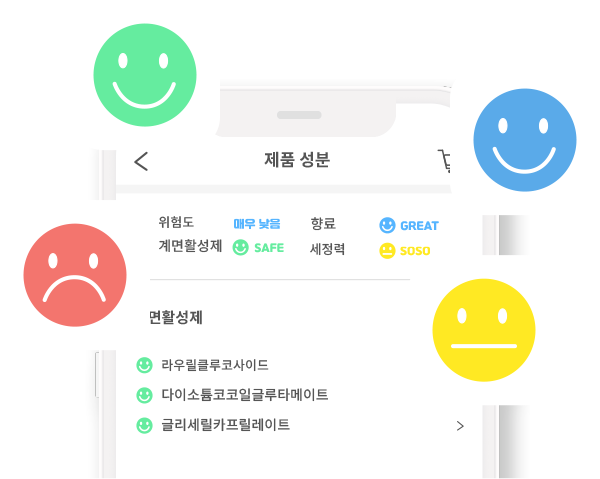 제품 성분
위험도 매우 낮음 향료 GREAT
계면활성제 SAFE 세정력 SOSO
면활성제
라우릴클루코사이드
다이소듐코코일글루타메이트
글리세릴카프릴레이트